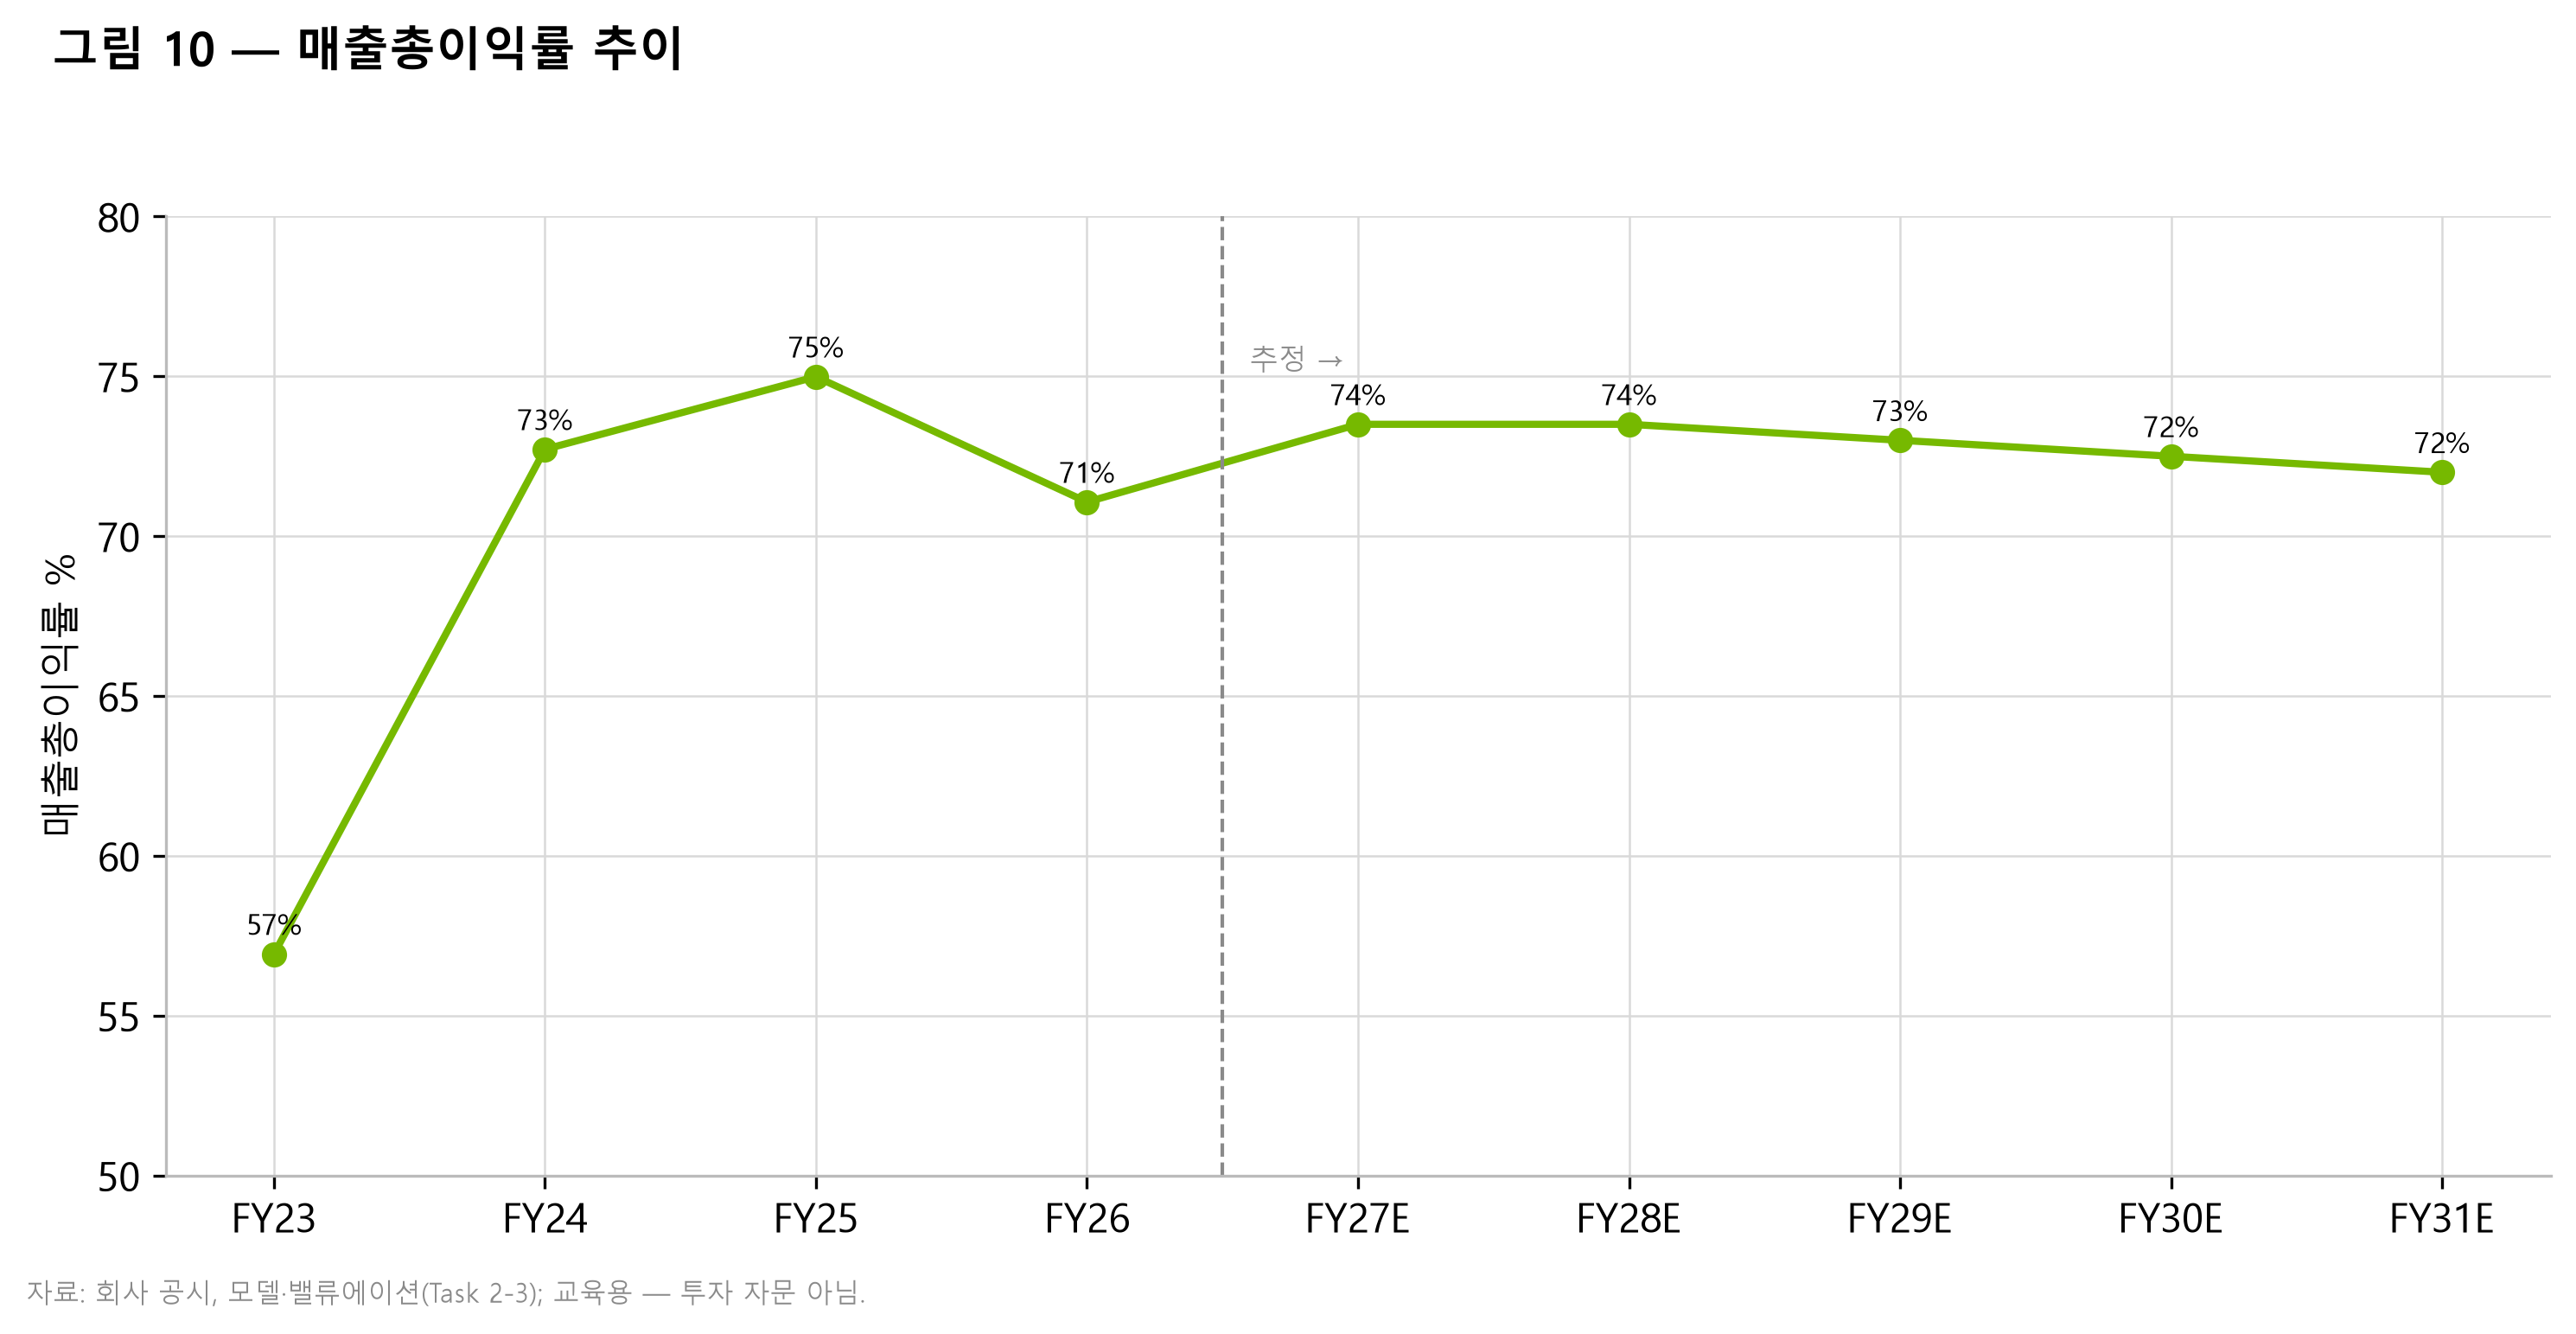 그림 10 — 매출총이익률 추이
매출총이익률 %
80
75
70
65
60
55
50
57%
73%
75%
71%
추정 →
74%
74%
73%
72%
72%
FY23
FY24
FY25
FY26
FY27E
FY28E
FY29E
FY30E
FY31E
자료: 회사 공시, 모델·밸류에이션(Task 2-3); 교육용 — 투자 자문 아님.